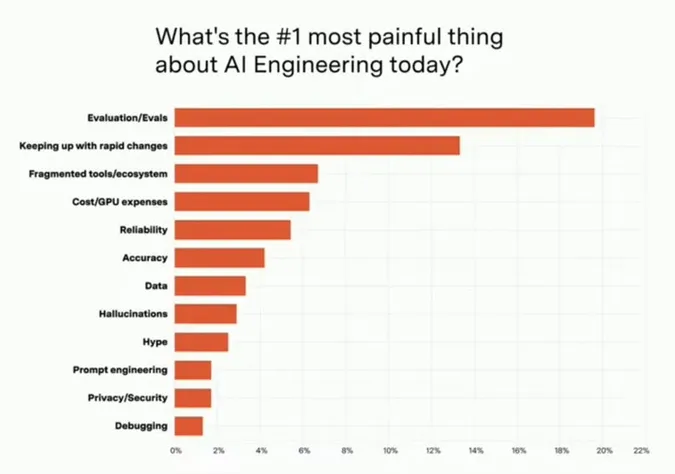 What's the #1 most painful thing
about AI Engineering today?
Evaluation/Evals
Keeping up with rapid changes
Fragmented tools/ecosystem
Cost/GPU expenses
Reliability
Accuracy
Data
Hallucinations
Hype
Prompt engineering
Privacy/Security
Debugging
0% 2% 4% 6% 8% 10% 12% 14% 16% 18% 20% 22%